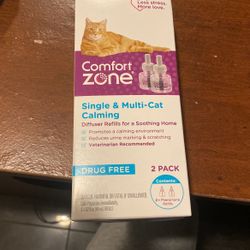 Less stress.
More love.
Comfort
ZONE
Single & Multi-Cat
Calming
Diffuser Refills for a Soothing Home
Promotes a calming environment
Reduces urine marking & scratching
Veterinarian Recommended
DRUG FREE
2 PACK
Contents: